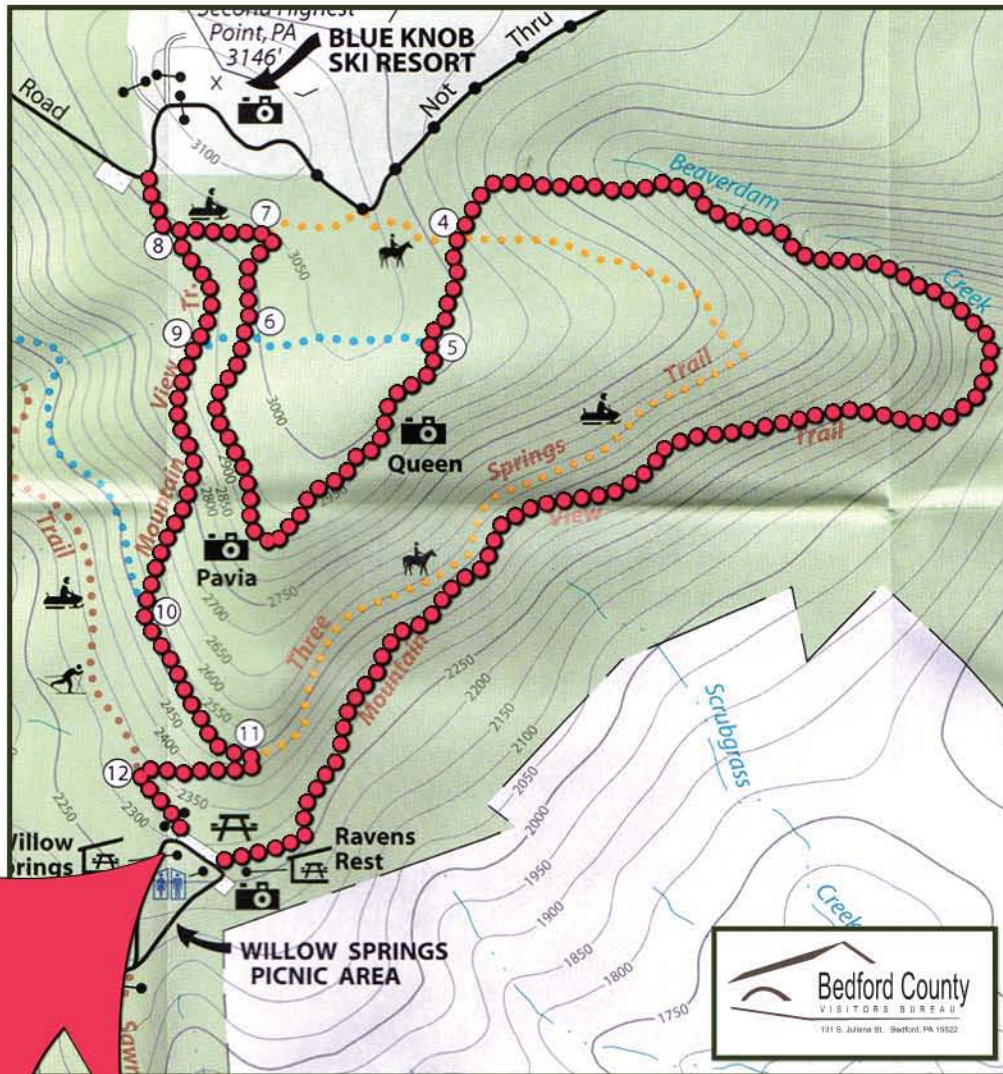 Second Highest
Point, PA
3146'
BLUE KNOB
SKI RESORT
Thru
Not
Road
3100
Beaverdam
Creek
7
4
8
3050
Tr.
6
9
5
View
Trail
3000
Queen
Springs
Trail
2900
2850
2800
View
Mountain
Trail
Pavia
2750
2700
10
Three
2650
2600
2550
Mountain
2250
2200
2150
2100
Scrubgrass
2450
2400
11
12
2350
2300
2250
2050
2000
Ravens
Rest
1950
1900
Creek
WILLOW SPRINGS
PICNIC AREA
1850
1800
1750
Bedford County
VISITORS BUREAU
131 S. Juliana St. Bedford, PA 15522